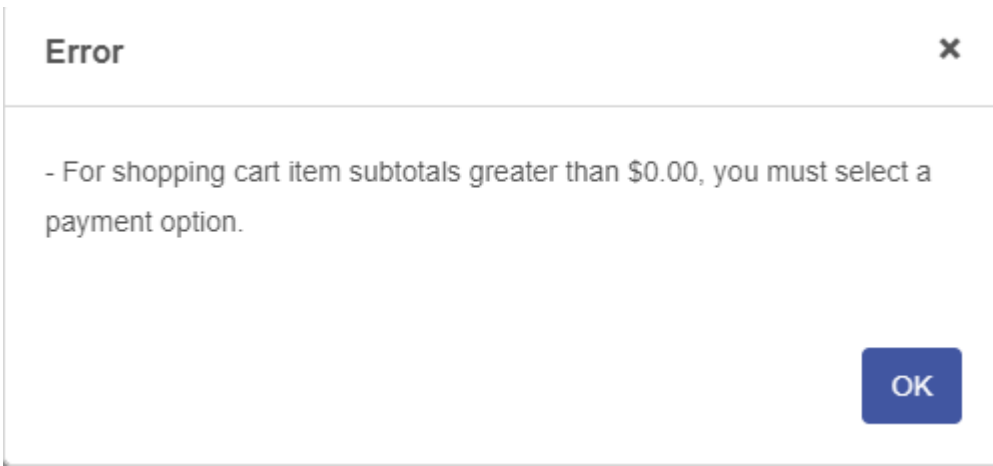 Error
- For shopping cart item subtotals greater than $0.00, you must select a
payment option.
OK